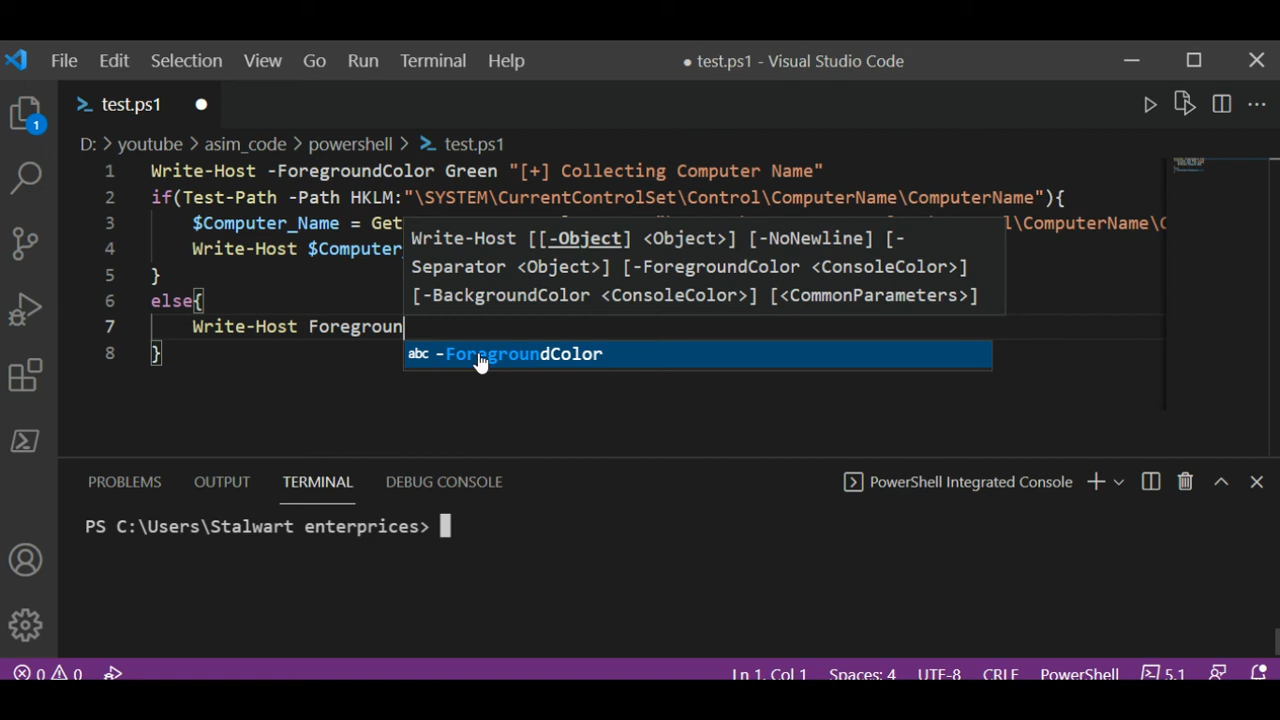 File Edit Selection View Go Run Terminal Help ● test.ps1 - Visual Studio Code
test.ps1 ●
D: > youtube > asim_code > powershell > test.ps1
1
1 Write-Host -ForegroundColor Green "[+] Collecting Computer Name"
2 if(Test-Path -Path HKLM:"\SYSTEM\CurrentControlSet\Control\ComputerName\ComputerName"){
3 $Computer_Name = Get l\ComputerName\C
4 Write-Host $Computer
5 }
6 else{
7 Write-Host Foregroun
8 }
Write-Host [[-Object] <Object>] [-NoNewline] [-
Separator <Object>] [-ForegroundColor <ConsoleColor>]
[-BackgroundColor <ConsoleColor>] [<CommonParameters>]
abc -ForegroundColor
PROBLEMS OUTPUT TERMINAL DEBUG CONSOLE PowerShell Integrated Console
PS C:\Users\Stalwart enterprices>
0 0 Ln 1, Col 1 Spaces: 4 UTF-8 CRLF PowerShell 5.1